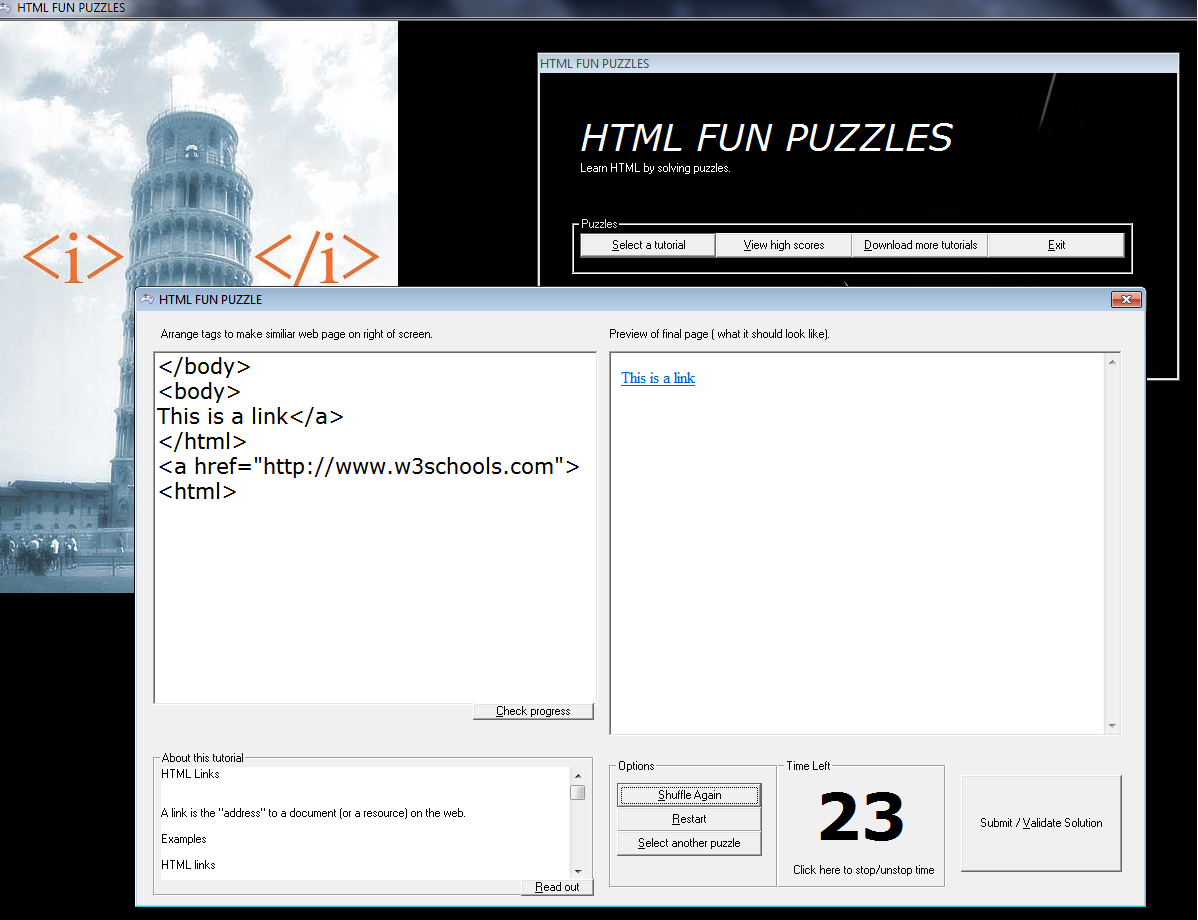 HTML FUN PUZZLES
HTML FUN PUZZLES
HTML FUN PUZZLES
Learn HTML by solving puzzles.
Puzzles
Select a tutorial View high scores Download more tutorials Exit
<i> </i>
HTML FUN PUZZLE
Arrange tags to make similiar web page on right of screen.
</body>
<body>
This is a link</a>
</html>
<a href="http://www.w3schools.com">
<html>
Check progress
Preview of final page ( what it should look like).
This is a link
About this tutorial
HTML Links
A link is the "address" to a document (or a resource) on the web.
Examples
HTML links
Read out
Options
Shuffle Again
Restart
Select another puzzle
Time Left
23
Click here to stop/unstop time
Submit / Validate Solution